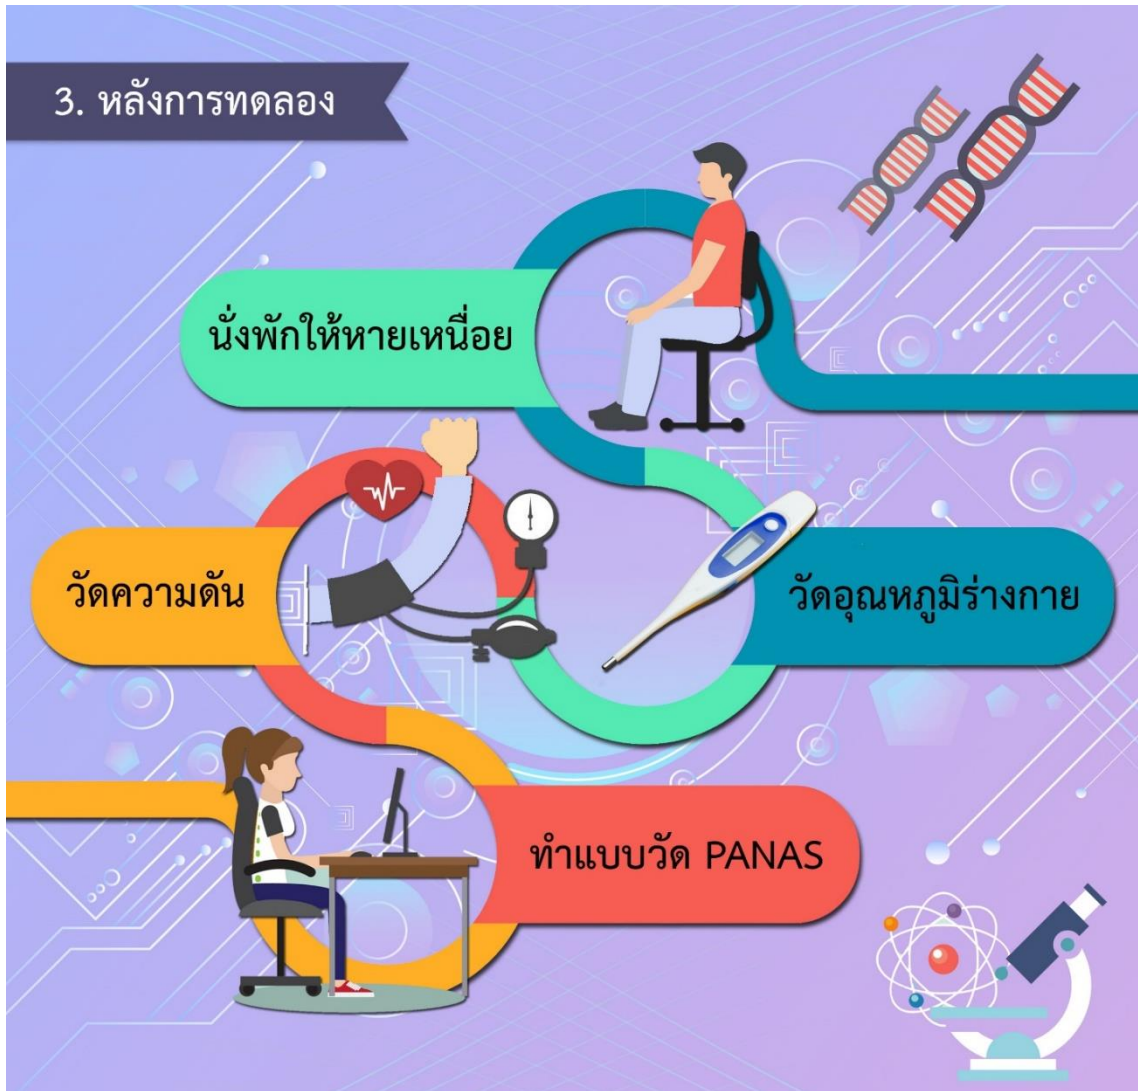 3. หลังการทดลอง
นั่งพักให้หายเหนื่อย
วัดอุณหภูมิร่างกาย
วัดความดัน
ทำแบบวัด PANAS